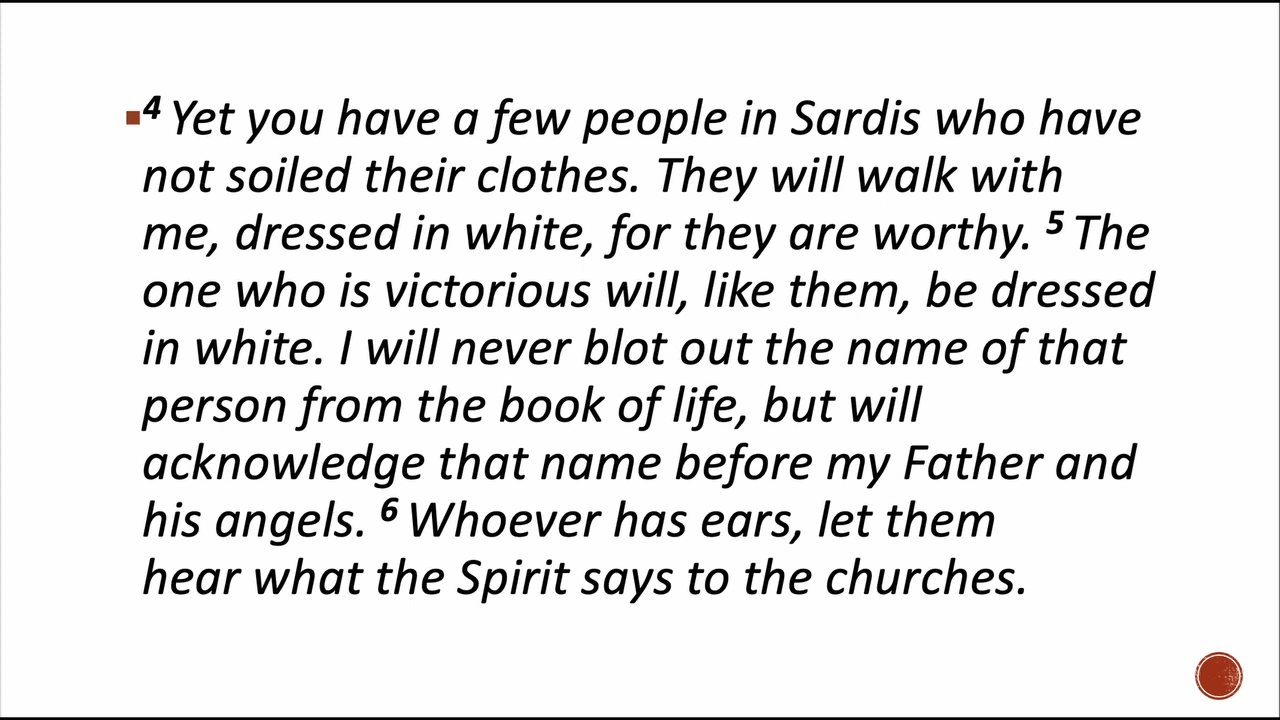 4 Yet you have a few people in Sardis who have
not soiled their clothes. They will walk with
me, dressed in white, for they are worthy. 5 The
one who is victorious will, like them, be dressed
in white. I will never blot out the name of that
person from the book of life, but will
acknowledge that name before my Father and
his angels. 6 Whoever has ears, let them
hear what the Spirit says to the churches.